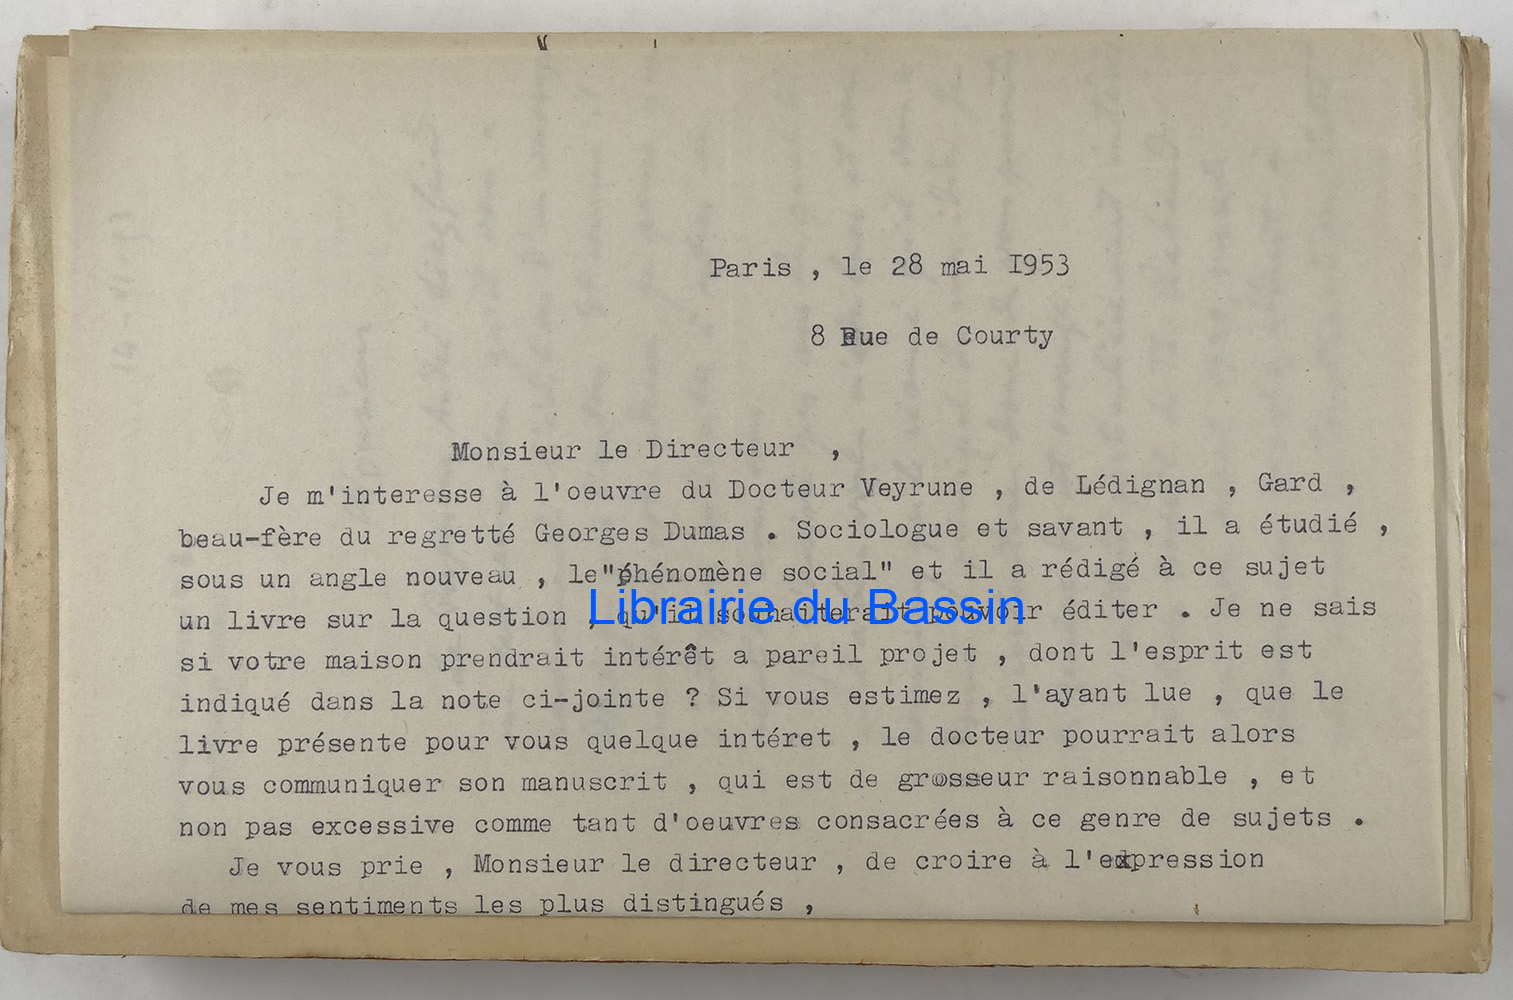 Paris , le 28 mai I953
8 Rue de Courty
Monsieur le Directeur ,
Je m'interesse à l'oeuvre du Docteur Veyrune , de Lédignan , Gard ,
beau-fère du regretté Georges Dumas . Sociologue et savant , il a étudié ,
sous un angle nouveau , le"phénomène social" et il a rédigé à ce sujet
un livre sur la question , qu'il souhaiterait pouvoir éditer . Je ne sais
Librairie du Bassin
si votre maison prendrait intérêt a pareil projet , dont l'esprit est
indiqué dans la note ci-jointe ? Si vous estimez , l'ayant lue , que le
livre présente pour vous quelque intéret , le docteur pourrait alors
vous communiquer son manuscrit , qui est de grosseur raisonnable , et
non pas excessive comme tant d'oeuvres consacrées à ce genre de sujets .
Je vous prie , Monsieur le directeur , de croire à l'expression
de mes sentiments les plus distingués ,